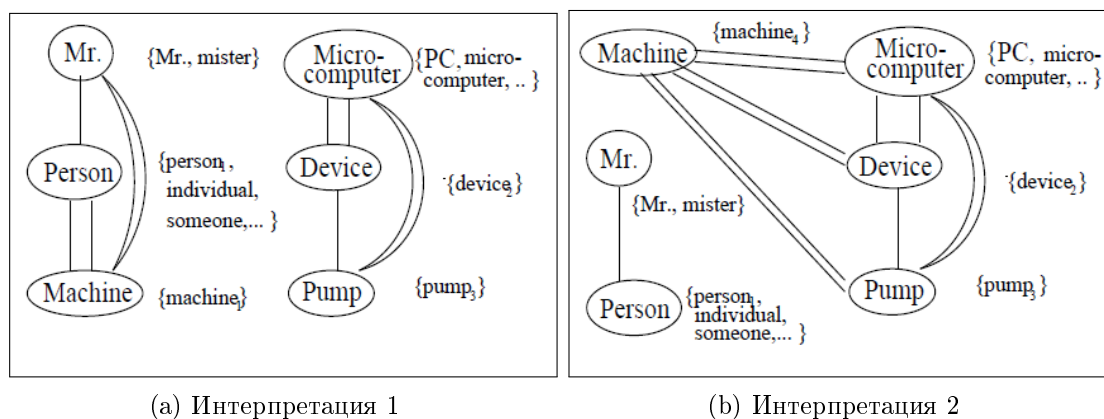 Mr.
{Mr., mister}
Person
{person₁,
individual,
someone,... }
Machine
{machine₁}
Micro-
computer
{PC, micro-
computer, .. }
Device
{device₂}
Pump
{pump₃}
(a) Интерпретация 1
Machine
{machine₄}
Micro-
computer
{PC, micro-
computer, .. }
Mr.
{Mr., mister}
Device
{device₂}
Person
{person₁,
individual,
someone,... }
Pump
{pump₃}
(b) Интерпретация 2